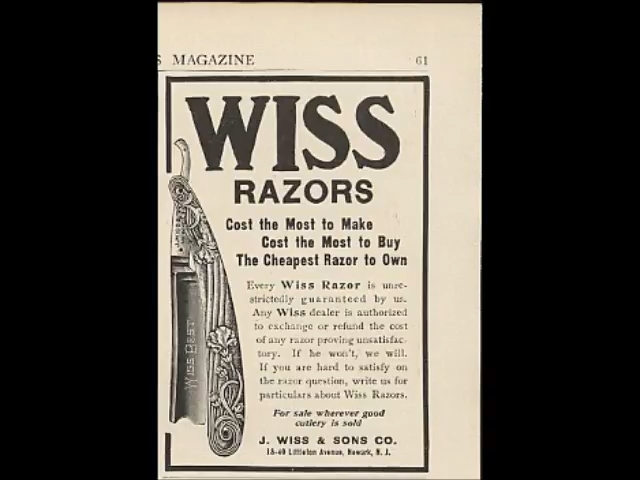 S MAGAZINE 61
WISS
RAZORS
Cost the Most to Make
Cost the Most to Buy
The Cheapest Razor to Own
Every Wiss Razor is unre-
strictedly guaranteed by us.
Any Wiss dealer is authorized
to exchange or refund the cost
of any razor proving unsatisfac-
tory. If he won't, we will.
If you are hard to satisfy on
the razor question, write us for
particulars about Wiss Razors.
For sale wherever good
cutlery is sold
J. WISS & SONS CO.
15-40 Littleton Avenue, Newark, N. J.
WISS BEST